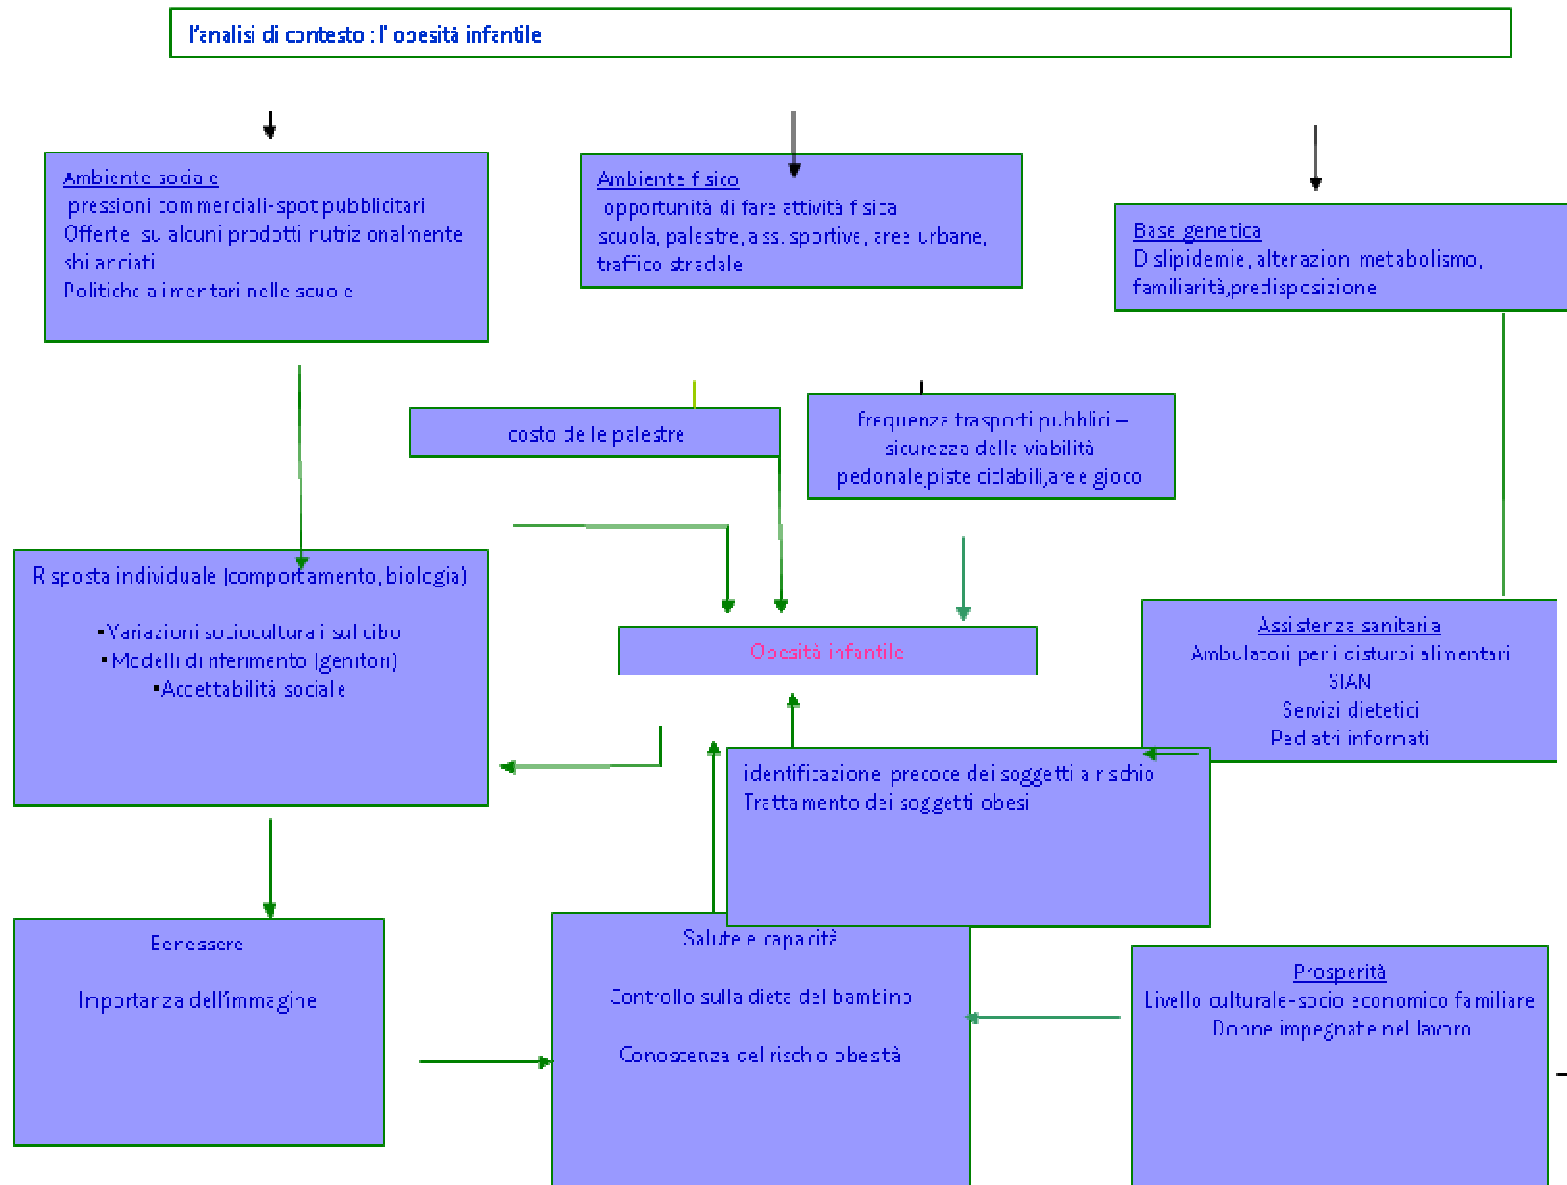 l'analisi di contesto : l' obesità infantile
Ambiente sociale
pressioni commerciali-spot pubblicitari
Offerte su alcuni prodotti nutrizionalmente
sbilanciati
Politiche alimentari nelle scuole
Ambiente fisico
opportunità di fare attività fisica
scuola, palestre, ass. sportive, aree urbane,
traffico stradale
Base genetica
Dislipidemie, alterazioni metabolismo,
familiarità,predisposizione
costo delle palestre
frequenza trasporti pubblici –
sicurezza della viabilità
pedonale,piste ciclabili,aree gioco
Risposta individuale (comportamento, biologia)
▪Variazioni socioculturali sul cibo
▪Modelli di riferimento (genitori)
▪Accettabilità sociale
Obesità infantile
Assistenza sanitaria
Ambulatori per i disturbi alimentari
SIAN
Servizi dietetici
Pediatri informati
identificazione precoce dei soggetti a rischio
Trattamento dei soggetti obesi
Benessere
Importanza dell'immagine
Salute e capacità
Controllo sulla dieta del bambino
Conoscenza del rischio obesità
Prosperità
Livello culturale-socio economico familiare
Donne impegnate nel lavoro